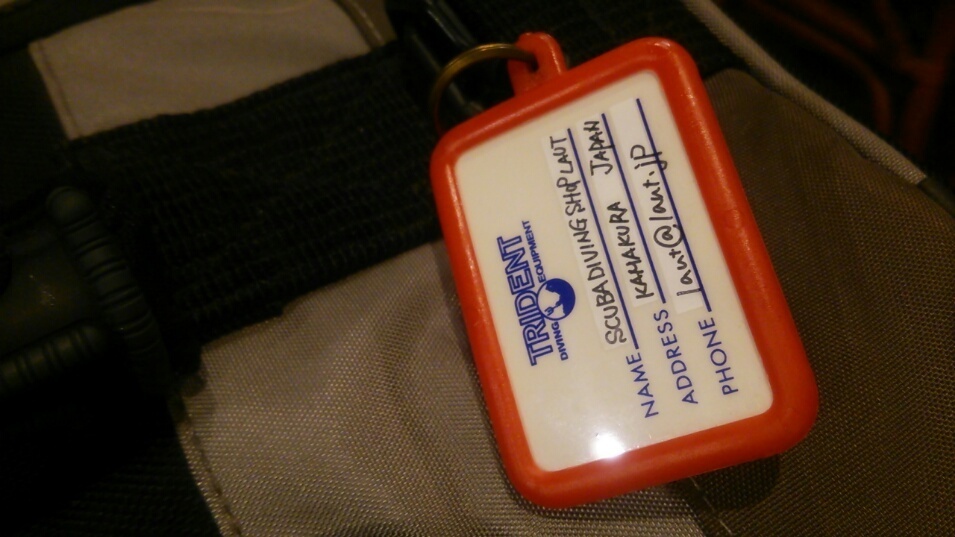 TRIDENT
DIVING EQUIPMENT
SCUBA DIVING SHOP LAUT
NAME KAMAKURA JAPAN
ADDRESS laut@laut.jp
PHONE